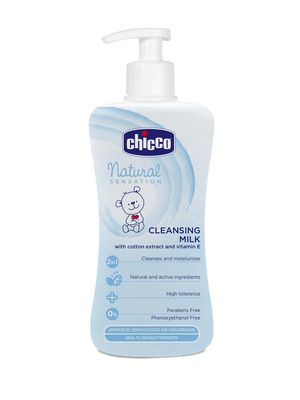 chicco
Natural
SENSATION
CLEANSING
MILK
with cotton extract and vitamin E
2in1
Cleanses and moisturizes
Natural and active ingredients
High tolerance
0%
Parabens Free
Phenoxyethanol Free
APPROVED BY DERMATOLOGISTS AND PAEDIATRICIANS
IDEAL TO USE RIGHT FROM BIRTH